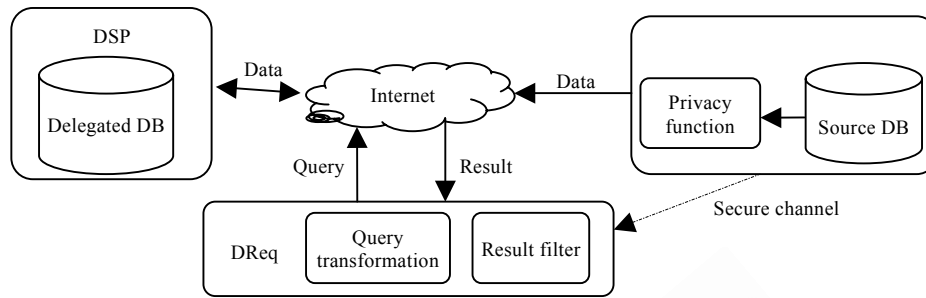 DSP
Delegated DB
Data
Internet
Data
Privacy
function
Source DB
Query
Result
Secure channel
DReq
Query
transformation
Result filter